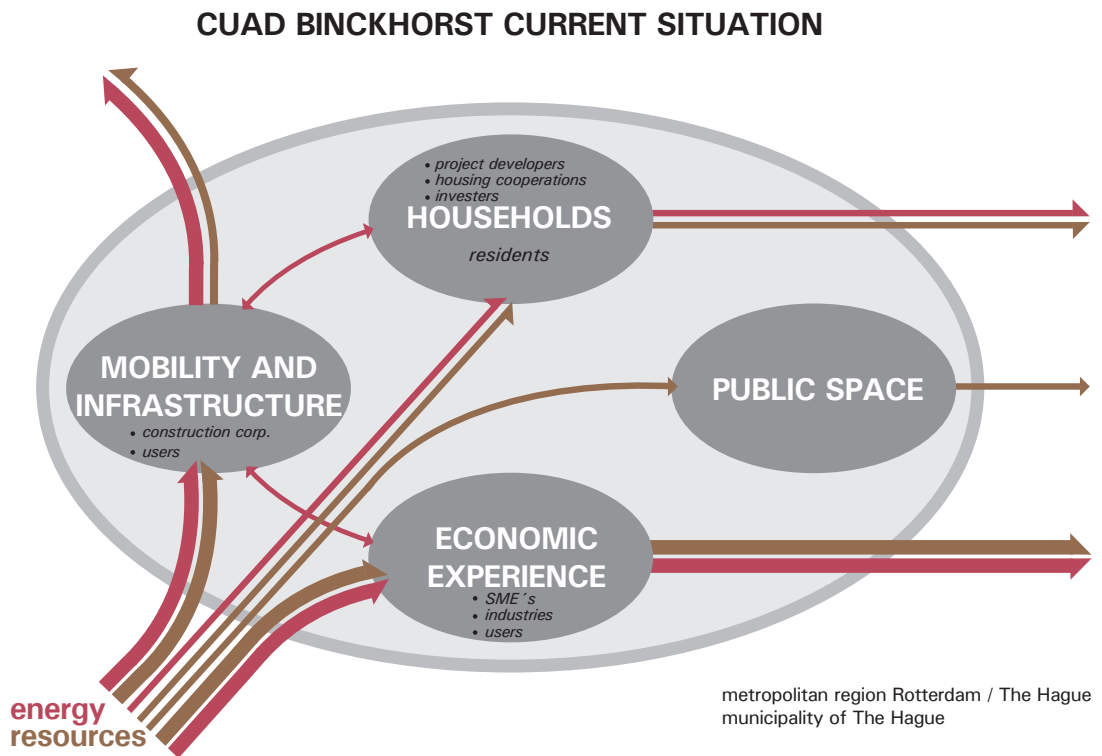 CUAD BINCKHORST CURRENT SITUATION
• project developers
• housing cooperations
• investers
HOUSEHOLDS
residents
MOBILITY AND
INFRASTRUCTURE
• construction corp.
• users
PUBLIC SPACE
ECONOMIC
EXPERIENCE
• SME´s
• industries
• users
energy
resources
metropolitan region Rotterdam / The Hague
municipality of The Hague